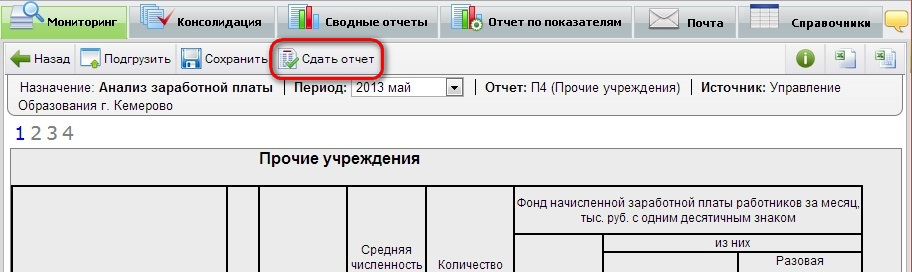 Мониторинг Консолидация Сводные отчеты Отчет по показателям Почта Справочники
Назад Подгрузить Сохранить Сдать отчет
Назначение: Анализ заработной платы Период: 2013 май Отчет: П4 (Прочие учреждения) Источник: Управление
Образования г. Кемерово
1 2 3 4
Прочие учреждения
Фонд начисленной заработной платы работников за месяц,
тыс. руб. с одним десятичным знаком
из них
Средняя Разовая
численность Количество